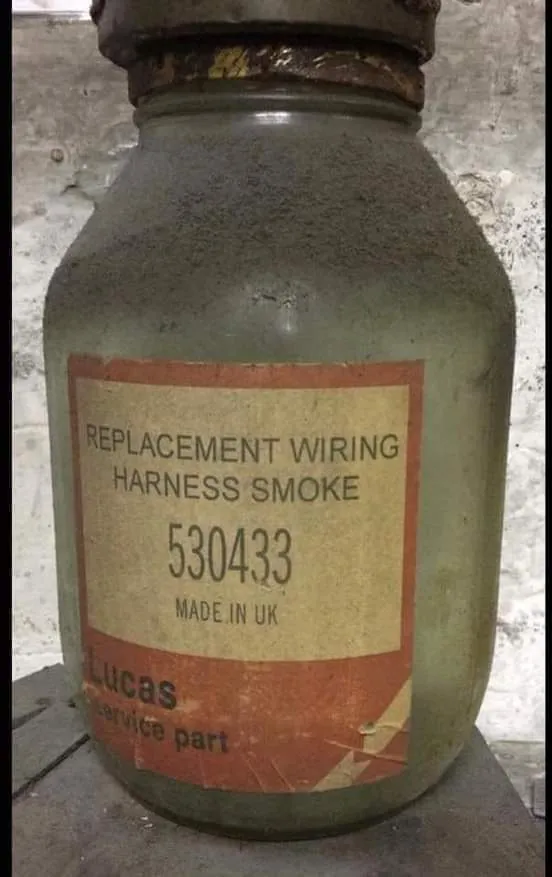 REPLACEMENT WIRING
HARNESS SMOKE
530433
MADE IN UK
Lucas
service part